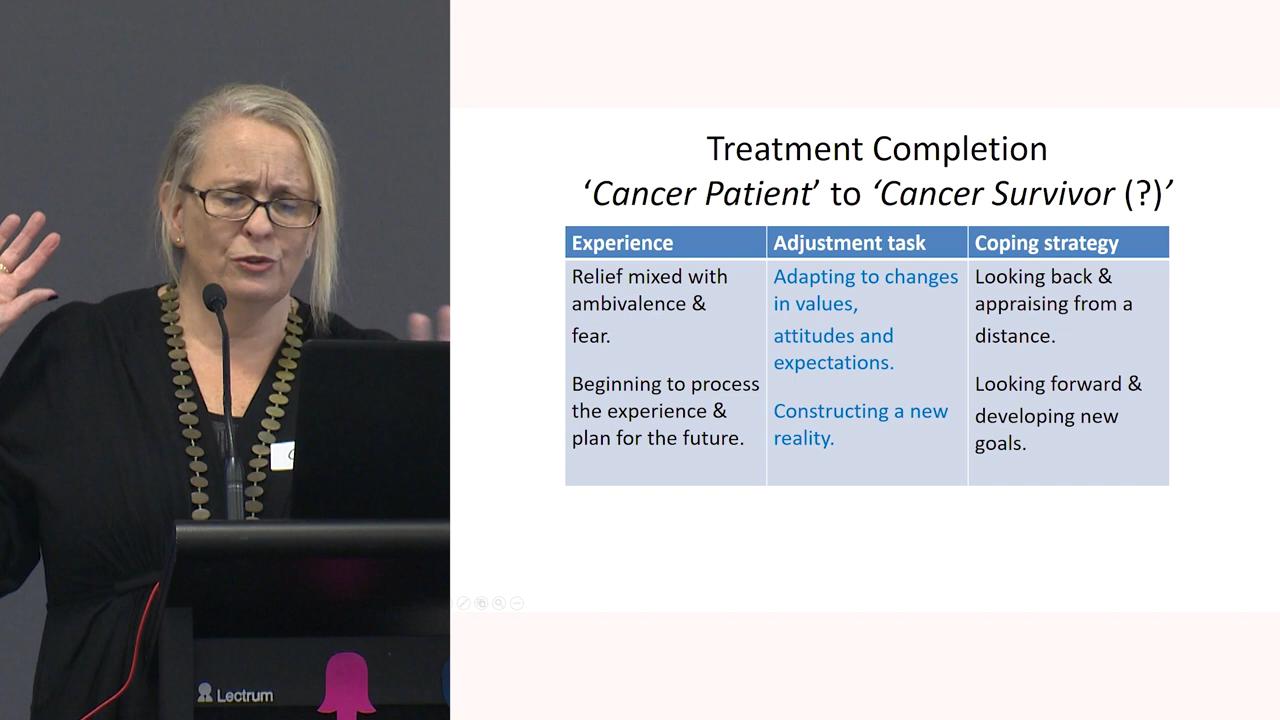 Treatment Completion
‘Cancer Patient’ to ‘Cancer Survivor (?)’
Experience
Adjustment task
Coping strategy
Relief mixed with
ambivalence &
fear.
Beginning to process
the experience &
plan for the future.
Adapting to changes
in values,
attitudes and
expectations.
Constructing a new
reality.
Looking back &
appraising from a
distance.
Looking forward &
developing new
goals.
Lectrum